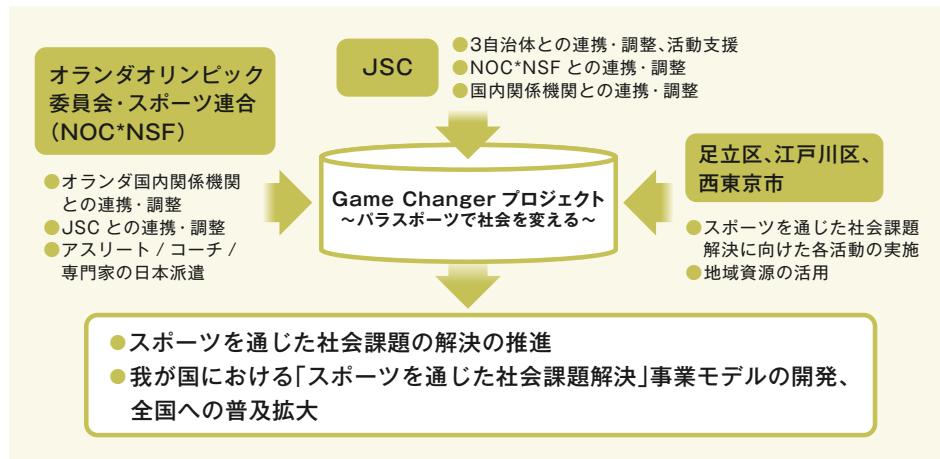 オランダオリンピック
委員会・スポーツ連合
（NOC*NSF）
●オランダ国内関係機関
との連携・調整
●JSC との連携・調整
●アスリート / コーチ /
専門家の日本派遣
JSC
●3自治体との連携・調整、活動支援
●NOC*NSF との連携・調整
●国内関係機関との連携・調整
Game Changer プロジェクト
～パラスポーツで社会を変える～
足立区、江戸川区、
西東京市
●スポーツを通じた社会課題
解決に向けた各活動の実施
●地域資源の活用
●スポーツを通じた社会課題の解決の推進
●我が国における「スポーツを通じた社会課題解決」事業モデルの開発、
全国への普及拡大